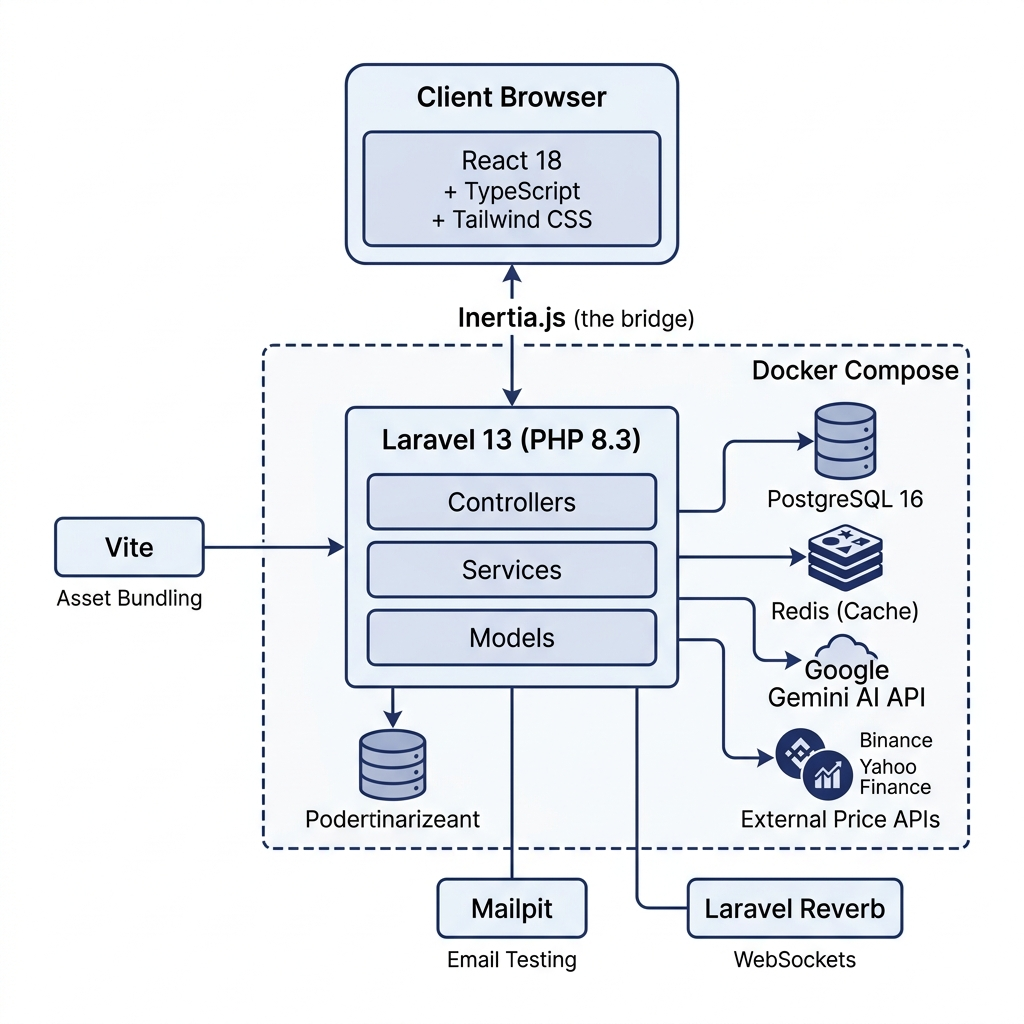 Client Browser
React 18
+ TypeScript
+ Tailwind CSS
Inertia.js (the bridge)
Docker Compose
Laravel 13 (PHP 8.3)
Controllers
Services
Models
PostgreSQL 16
Redis (Cache)
Google
Gemini AI API
Binance
Yahoo
Finance
External Price APIs
Vite
Asset Bundling
Podertinarizeant
Mailpit
Email Testing
Laravel Reverb
WebSockets